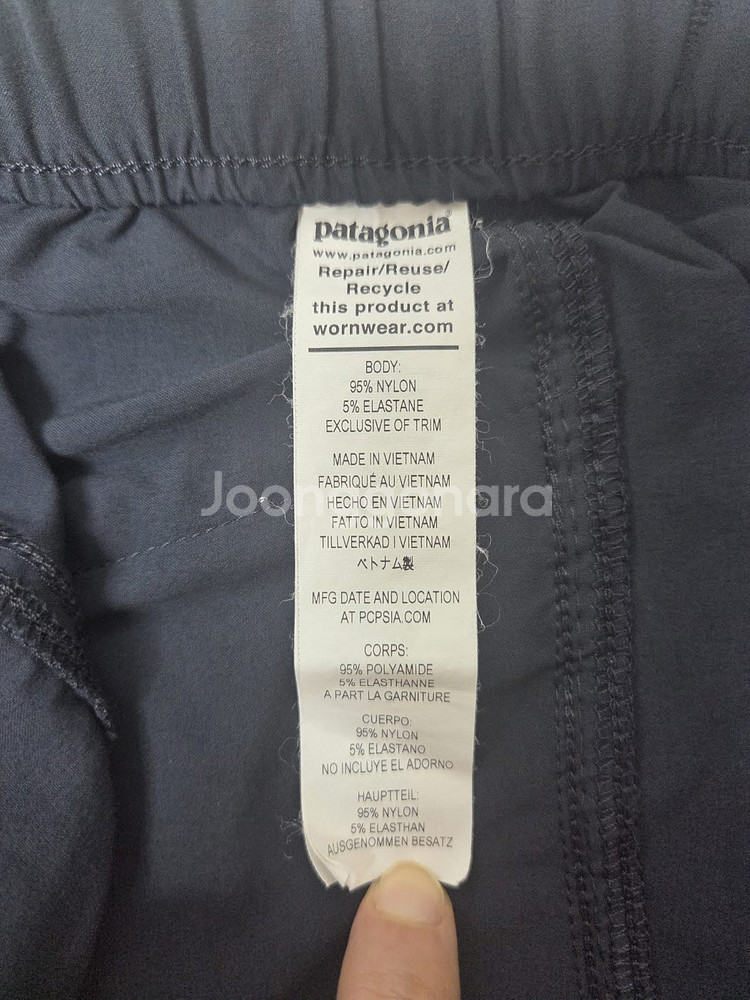 patagonia®
www.patagonia.com
Repair/Reuse/
Recycle
this product at
wornwear.com
BODY:
95% NYLON
5% ELASTANE
EXCLUSIVE OF TRIM
MADE IN VIETNAM
FABRIQUÉ AU VIETNAM
HECHO EN VIETNAM
FATTO IN VIETNAM
TILLVERKAD I VIETNAM
ベトナム製
MFG DATE AND LOCATION
AT PCPSIA.COM
CORPS:
95% POLYAMIDE
5% ELASTHANNE
A PART LA GARNITURE
CUERPO:
95% NYLON
5% ELASTANO
NO INCLUYE EL ADORNO
HAUPTTEIL:
95% NYLON
5% ELASTHAN
AUSGENOMMEN BESATZ